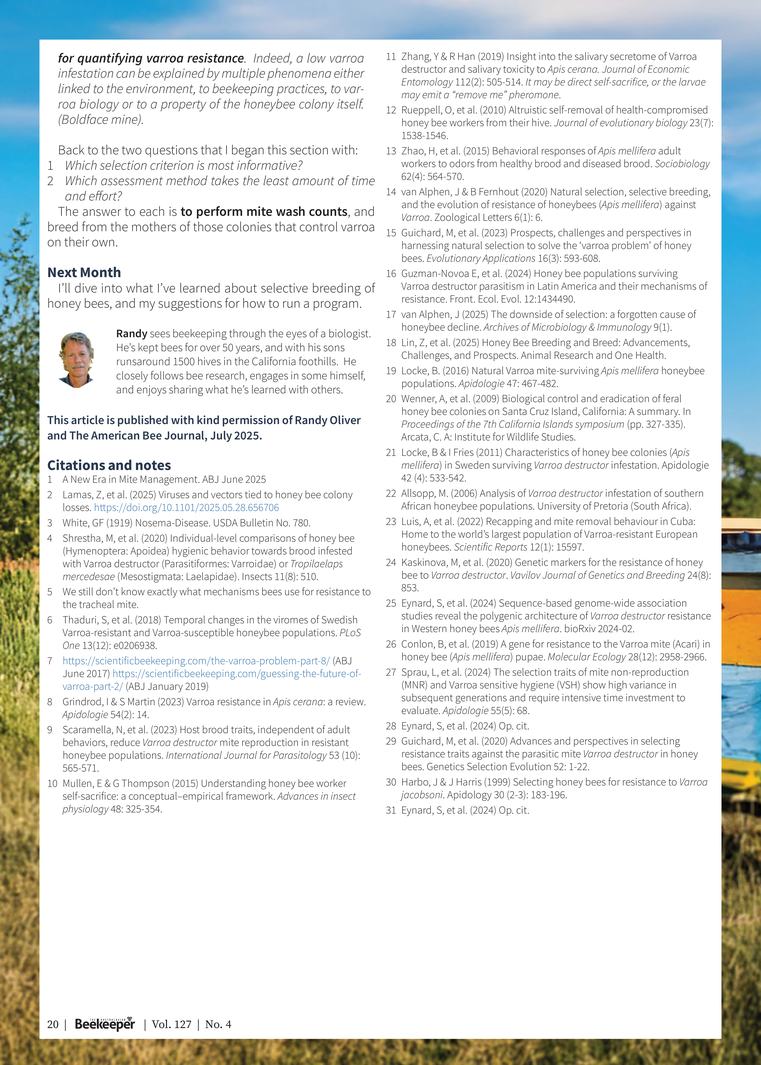 for quantifying varroa resistance. Indeed, a low varroa
infestation can be explained by multiple phenomena either
linked to the environment, to beekeeping practices, to var-
roa biology or to a property of the honeybee colony itself.
(Boldface mine).
Back to the two questions that I began this section with:
1 Which selection criterion is most informative?
2 Which assessment method takes the least amount of time
and effort?
The answer to each is to perform mite wash counts, and
breed from the mothers of those colonies that control varroa
on their own.
Next Month
I’ll dive into what I’ve learned about selective breeding of
honey bees, and my suggestions for how to run a program.
Randy sees beekeeping through the eyes of a biologist.
He’s kept bees for over 50 years, and with his sons
runsaround 1500 hives in the California foothills. He
closely follows bee research, engages in some himself,
and enjoys sharing what he’s learned with others.
This article is published with kind permission of Randy Oliver
and The American Bee Journal, July 2025.
Citations and notes
1 A New Era in Mite Management. ABJ June 2025
2 Lamas, Z, et al. (2025) Viruses and vectors tied to honey bee colony
losses. https://doi.org/10.1101/2025.05.28.656706
3 White, GF (1919) Nosema-Disease. USDA Bulletin No. 780.
4 Shrestha, M, et al. (2020) Individual-level comparisons of honey bee
(Hymenoptera: Apoidea) hygienic behavior towards brood infested
with Varroa destructor (Parasitiformes: Varroidae) or Tropilaelaps
mercedesae (Mesostigmata: Laelapidae). Insects 11(8): 510.
5 We still don’t know exactly what mechanisms bees use for resistance to
the tracheal mite.
6 Thaduri, S, et al. (2018) Temporal changes in the viromes of Swedish
Varroa-resistant and Varroa-susceptible honeybee populations. PLoS
One 13(12): e0206938.
7 https://scientificbeekeeping.com/the-varroa-problem-part-8/ (ABJ
June 2017) https://scientificbeekeeping.com/guessing-the-future-of-
varroa-part-2/ (ABJ January 2019)
8 Grindrod, I & S Martin (2023) Varroa resistance in Apis cerana: a review.
Apidologie 54(2): 14.
9 Scaramella, N, et al. (2023) Host brood traits, independent of adult
behaviors, reduce Varroa destructor mite reproduction in resistant
honeybee populations. International Journal for Parasitology 53 (10):
565-571.
10 Mullen, E & G Thompson (2015) Understanding honey bee worker
self-sacrifice: a conceptual–empirical framework. Advances in insect
physiology 48: 325-354.
11 Zhang, Y & R Han (2019) Insight into the salivary secretome of Varroa
destructor and salivary toxicity to Apis cerana. Journal of Economic
Entomology 112(2): 505-514. It may be direct self-sacrifice, or the larvae
may emit a “remove me” pheromone.
12 Rueppell, O, et al. (2010) Altruistic self-removal of health-compromised
honey bee workers from their hive. Journal of evolutionary biology 23(7):
1538-1546.
13 Zhao, H, et al. (2015) Behavioral responses of Apis mellifera adult
workers to odors from healthy brood and diseased brood. Sociobiology
62(4): 564-570.
14 van Alphen, J & B Fernhout (2020) Natural selection, selective breeding,
and the evolution of resistance of honeybees (Apis mellifera) against
Varroa. Zoological Letters 6(1): 6.
15 Guichard, M, et al. (2023) Prospects, challenges and perspectives in
harnessing natural selection to solve the ‘varroa problem’ of honey
bees. Evolutionary Applications 16(3): 593-608.
16 Guzman-Novoa E, et al. (2024) Honey bee populations surviving
Varroa destructor parasitism in Latin America and their mechanisms of
resistance. Front. Ecol. Evol. 12:1434490.
17 van Alphen, J (2025) The downside of selection: a forgotten cause of
honeybee decline. Archives of Microbiology & Immunology 9(1).
18 Lin, Z, et al. (2025) Honey Bee Breeding and Breed: Advancements,
Challenges, and Prospects. Animal Research and One Health.
19 Locke, B. (2016) Natural Varroa mite-surviving Apis mellifera honeybee
populations. Apidologie 47: 467-482.
20 Wenner, A, et al. (2009) Biological control and eradication of feral
honey bee colonies on Santa Cruz Island, California: A summary. In
Proceedings of the 7th California Islands symposium (pp. 327-335).
Arcata, C. A: Institute for Wildlife Studies.
21 Locke, B & I Fries (2011) Characteristics of honey bee colonies (Apis
mellifera) in Sweden surviving Varroa destructor infestation. Apidologie
42 (4): 533-542.
22 Allsopp, M. (2006) Analysis of Varroa destructor infestation of southern
African honeybee populations. University of Pretoria (South Africa).
23 Luis, A, et al. (2022) Recapping and mite removal behaviour in Cuba:
Home to the world’s largest population of Varroa-resistant European
honeybees. Scientific Reports 12(1): 15597.
24 Kaskinova, M, et al. (2020) Genetic markers for the resistance of honey
bee to Varroa destructor. Vavilov Journal of Genetics and Breeding 24(8):
853.
25 Eynard, S, et al. (2024) Sequence-based genome-wide association
studies reveal the polygenic architecture of Varroa destructor resistance
in Western honey bees Apis mellifera. bioRxiv 2024-02.
26 Conlon, B, et al. (2019) A gene for resistance to the Varroa mite (Acari) in
honey bee (Apis mellifera) pupae. Molecular Ecology 28(12): 2958-2966.
27 Sprau, L, et al. (2024) The selection traits of mite non-reproduction
(MNR) and Varroa sensitive hygiene (VSH) show high variance in
subsequent generations and require intensive time investment to
evaluate. Apidologie 55(5): 68.
28 Eynard, S, et al. (2024) Op. cit.
29 Guichard, M, et al. (2020) Advances and perspectives in selecting
resistance traits against the parasitic mite Varroa destructor in honey
bees. Genetics Selection Evolution 52: 1-22.
30 Harbo, J & J Harris (1999) Selecting honey bees for resistance to Varroa
jacobsoni. Apidology 30 (2-3): 183-196.
31 Eynard, S, et al. (2024) Op. cit.
20 | Beekeeper | Vol. 127 | No. 4